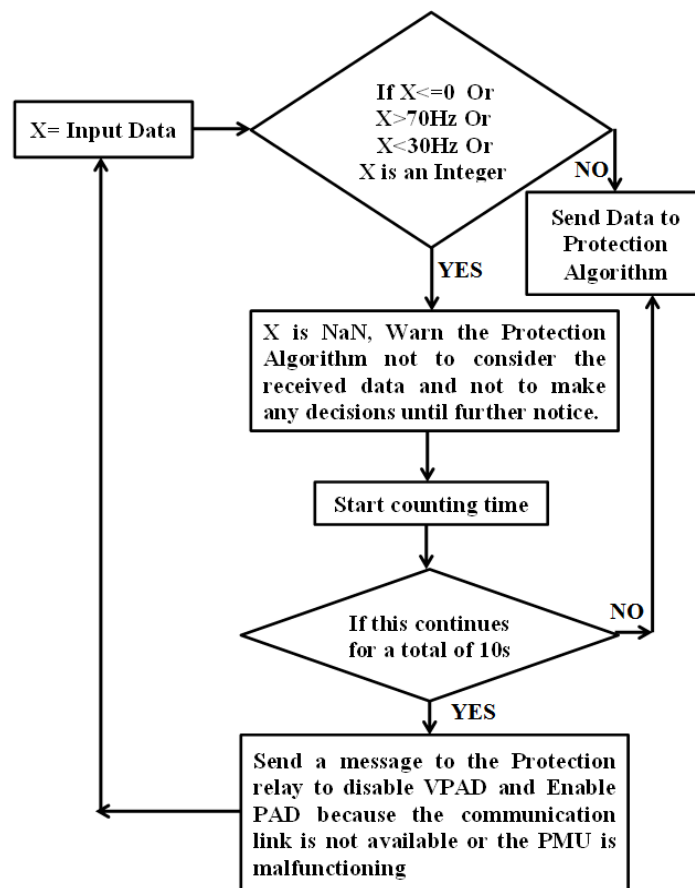 If X<=0 Or
X>70Hz Or
X<30Hz Or
X is an Integer
X= Input Data
NO
Send Data to
Protection
Algorithm
YES
X is NaN, Warn the Protection
Algorithm not to consider the
received data and not to make
any decisions until further notice.
Start counting time
If this continues
for a total of 10s
NO
YES
Send a message to the Protection
relay to disable VPAD and Enable
PAD because the communication
link is not available or the PMU is
malfunctioning